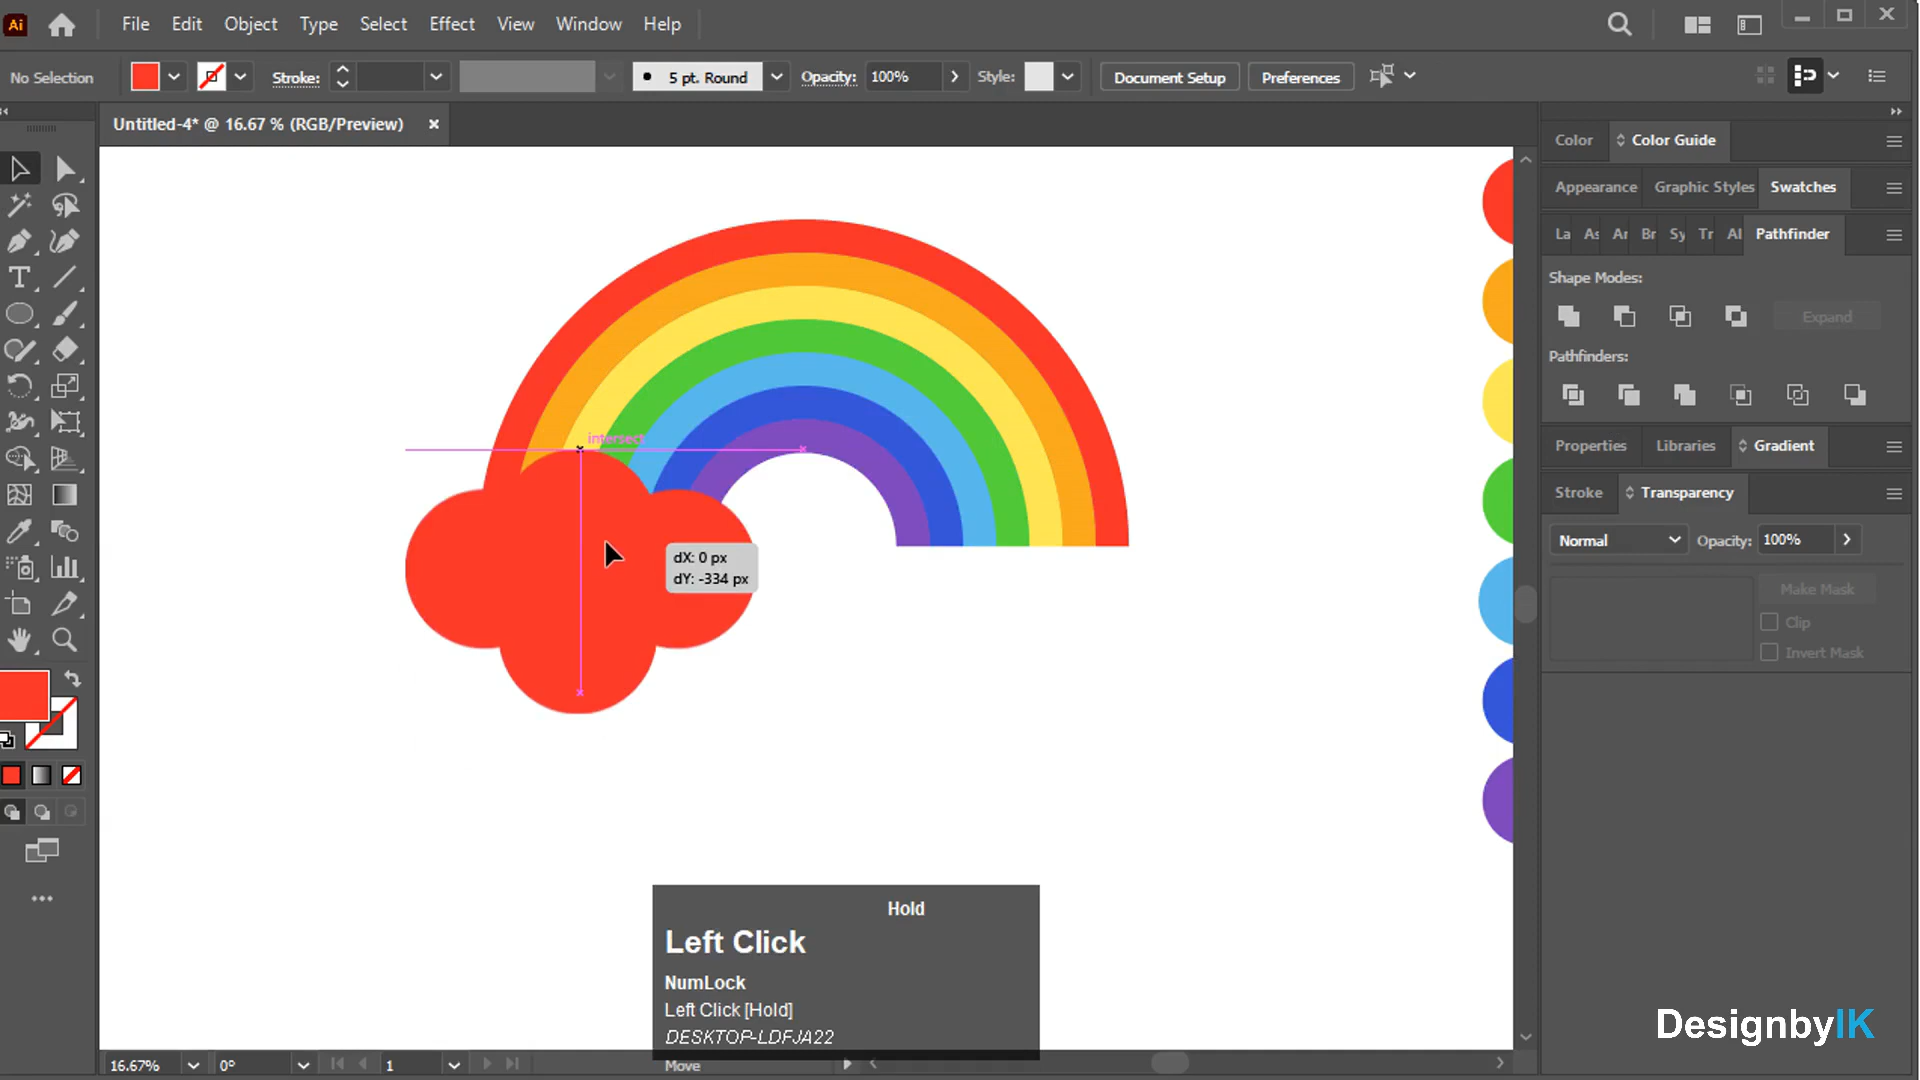 Ai File Edit Object Type Select Effect View Window Help
No Selection Stroke: 5 pt. Round Opacity: 100% Style: Document Setup Preferences
Untitled-4* @ 16.67 % (RGB/Preview)
Color Color Guide
Appearance Graphic Styles Swatches
La As Ar Br Sy Tr Al Pathfinder
Shape Modes:
Expand
Pathfinders:
Properties Libraries Gradient
Stroke Transparency
Normal Opacity: 100%
Make Mask
Clip
Invert Mask
intersect
dX: 0 px
dY: -334 px
Hold
Left Click
NumLock
Left Click [Hold]
DESKTOP-LDFJA22
DesignbyIK
16.67% 0° 1 Move